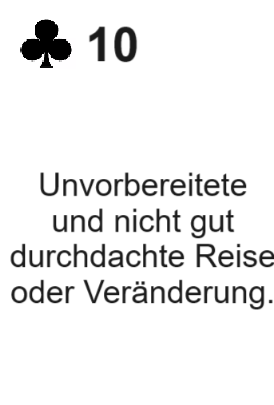 ♣ 10
Unvorbereitete
und nicht gut
durchdachte Reise
oder Veränderung.